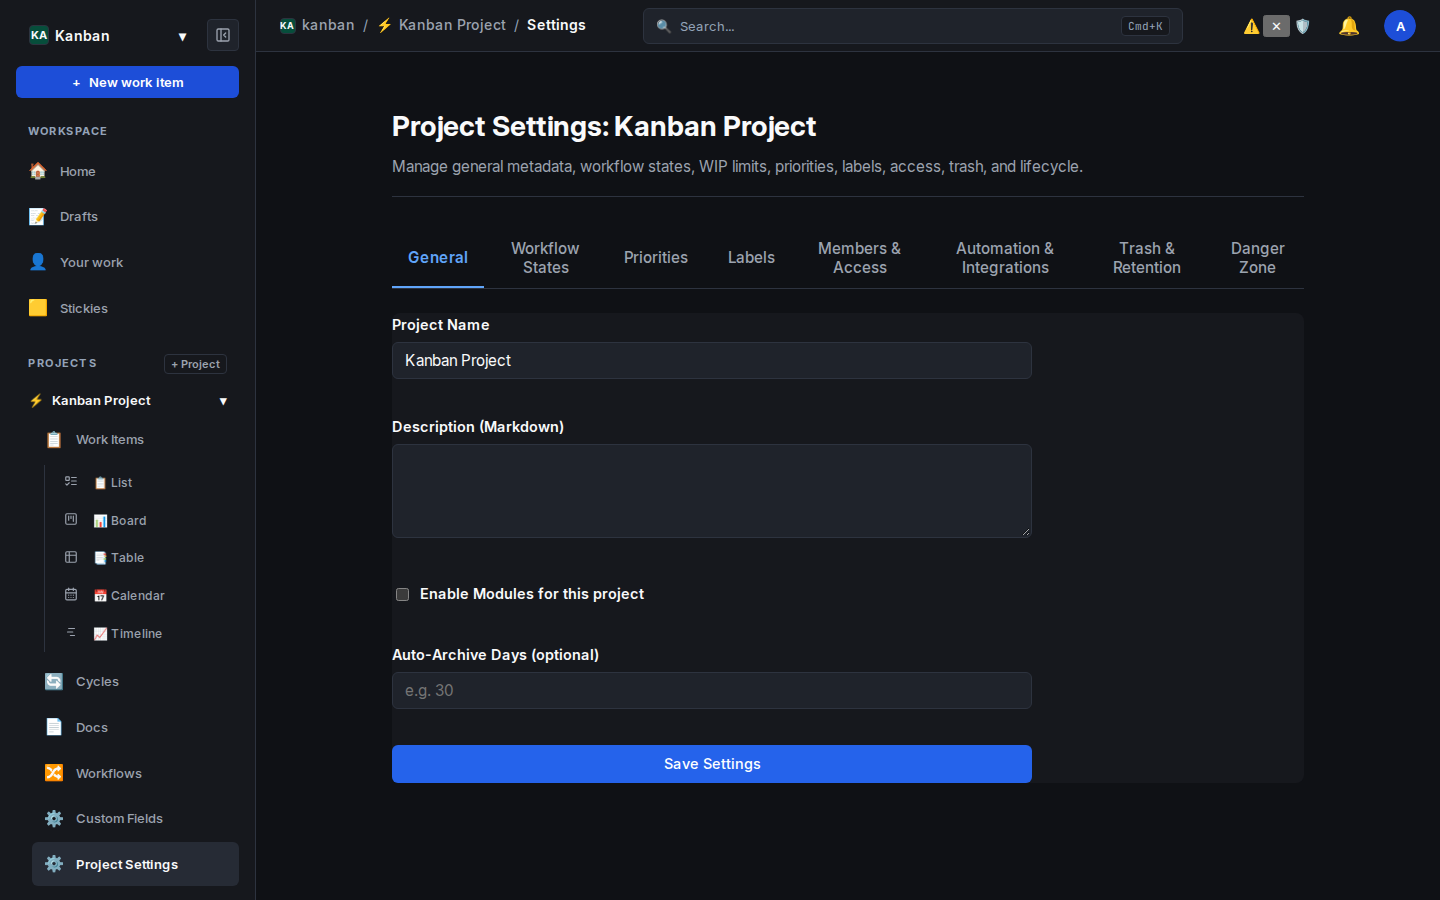 KA Kanban ▾
+ New work item
WORKSPACE
Home
Drafts
Your work
Stickies
PROJECTS
+ Project
Kanban Project ▾
Work Items
List
Board
Table
Calendar
Timeline
Cycles
Docs
Workflows
Custom Fields
Project Settings
KA kanban / ⚡ Kanban Project / Settings
Search...
Cmd+K
A
Project Settings: Kanban Project
Manage general metadata, workflow states, WIP limits, priorities, labels, access, trash, and lifecycle.
General
Workflow States
Priorities
Labels
Members & Access
Automation & Integrations
Trash & Retention
Danger Zone
Project Name
Kanban Project
Description (Markdown)
Enable Modules for this project
Auto-Archive Days (optional)
e.g. 30
Save Settings